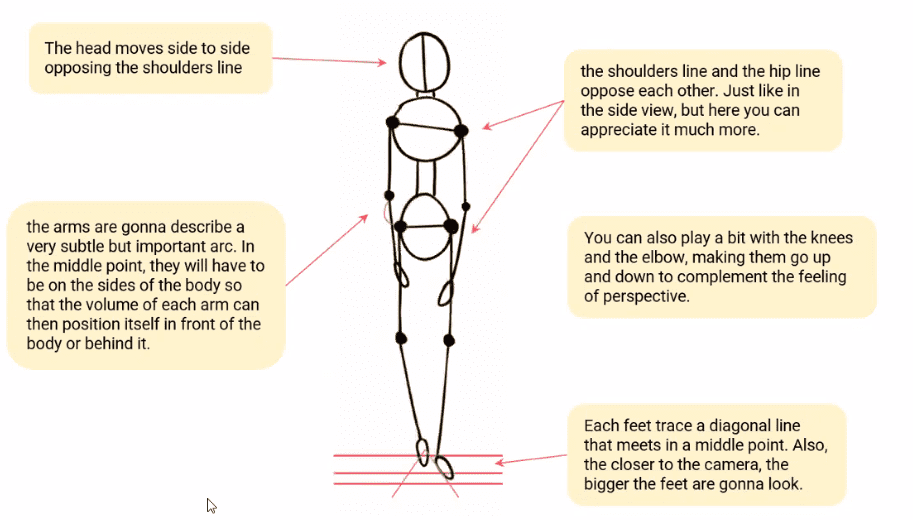 The head moves side to side
opposing the shoulders line
the shoulders line and the hip line
oppose each other. Just like in
the side view, but here you can
appreciate it much more.
the arms are gonna describe a
very subtle but important arc. In
the middle point, they will have to
be on the sides of the body so
that the volume of each arm can
then position itself in front of the
body or behind it.
You can also play a bit with the knees
and the elbow, making them go up
and down to complement the feeling
of perspective.
Each feet trace a diagonal line
that meets in a middle point. Also,
the closer to the camera, the
bigger the feet are gonna look.